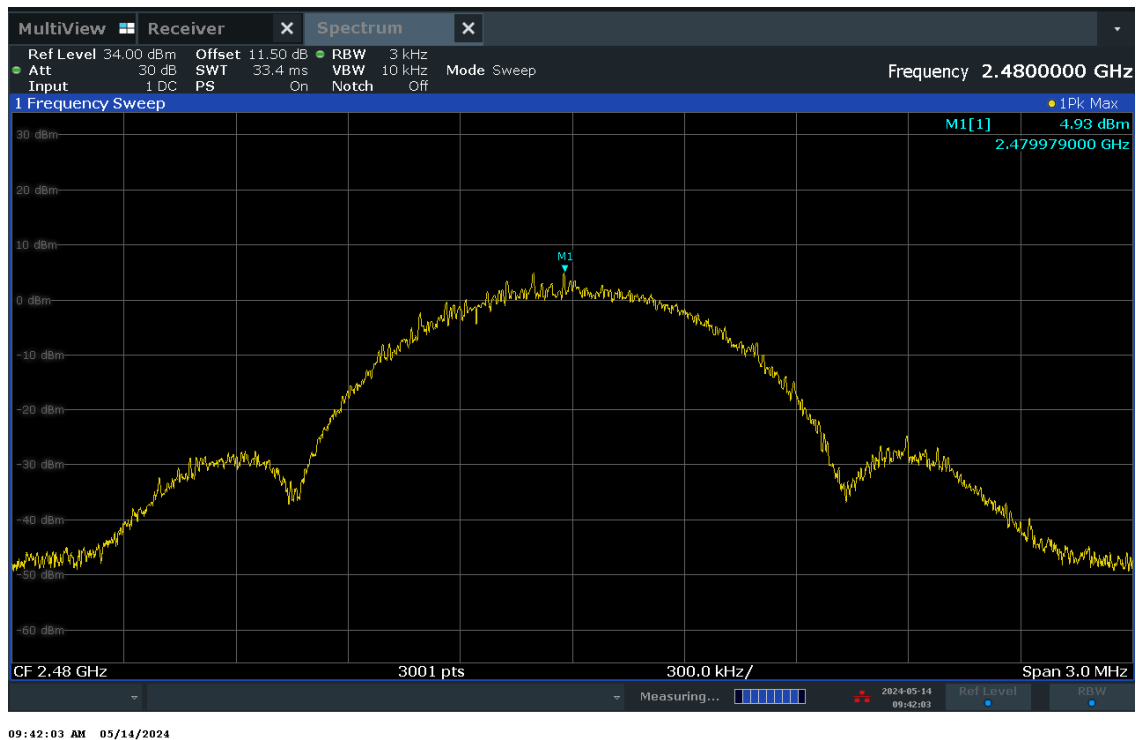 MultiView Receiver X Spectrum X
Ref Level 34.00 dBm Offset 11.50 dB RBW 3 kHz
Att 30 dB SWT 33.4 ms VBW 10 kHz Mode Sweep Frequency 2.4800000 GHz
Input 1 DC PS On Notch Off
1 Frequency Sweep 1Pk Max
M1[1] 4.93 dBm
2.479979000 GHz
30 dBm
20 dBm
10 dBm
M1
0 dBm
-10 dBm
-20 dBm
-30 dBm
-40 dBm
-50 dBm
-60 dBm
CF 2.48 GHz 3001 pts 300.0 kHz/ Span 3.0 MHz
Measuring... 2024-05-14 Ref Level RBW
09:42:03
09:42:03 AM 05/14/2024